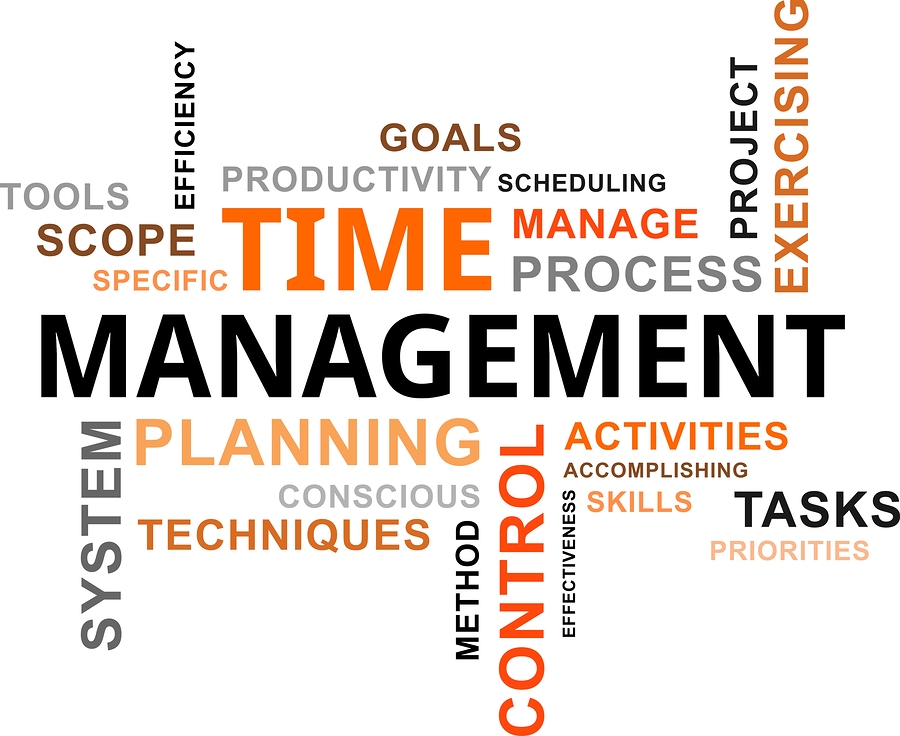 EXERCISING
EFFICIENCY
PROJECT
GOALS
PRODUCTIVITY
SCHEDULING
TOOLS
SCOPE
SPECIFIC
TIME
MANAGE
PROCESS
MANAGEMENT
SYSTEM
PLANNING
CONSCIOUS
TECHNIQUES
METHOD
CONTROL
ACTIVITIES
ACCOMPLISHING
SKILLS
EFFECTIVENESS
TASKS
PRIORITIES